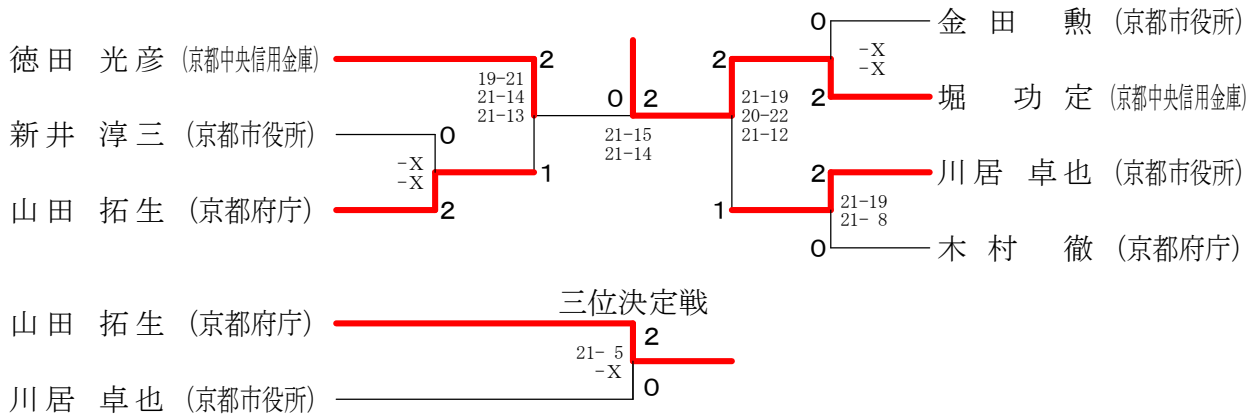 徳田 光彦 (京都中央信用金庫)
2
19-21
21-14
21-13
新井 淳三 (京都市役所)
0
-X
-X
1
山田 拓生 (京都府庁)
2
0 2
21-15
21-14
0
金田 勲 (京都市役所)
-X
-X
2
2
堀 功定 (京都中央信用金庫)
21-19
20-22
21-12
2
川居 卓也 (京都市役所)
21-19
21- 8
1
0
木村 徹 (京都府庁)
三位決定戦
山田 拓生 (京都府庁)
2
21- 5
-X
0
川居 卓也 (京都市役所)